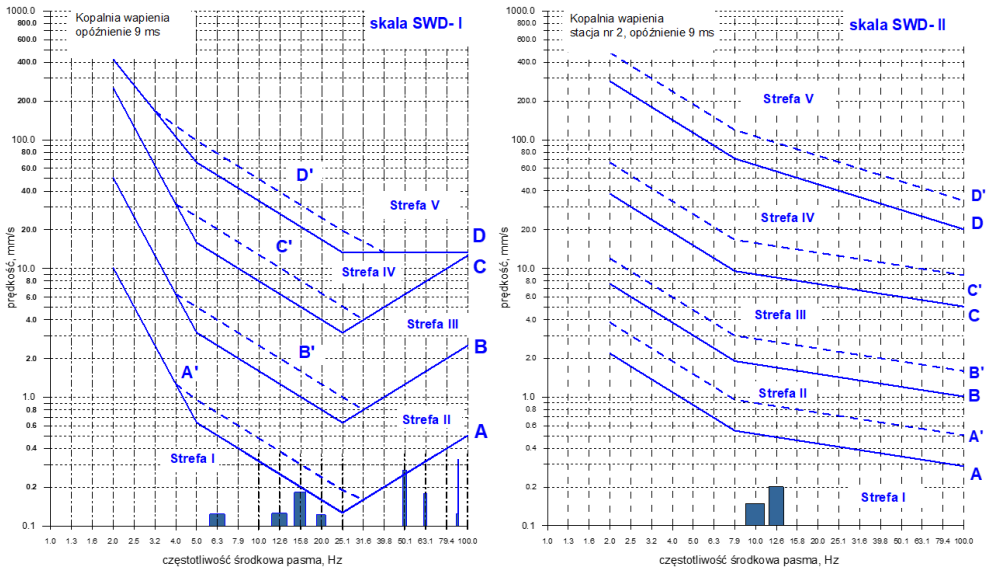 Kopalnia wapienia
opóźnienie 9 ms
skala SWD- I
1000.0
800.0
600.0
400.0
200.0
100.0
80.0
60.0
40.0
20.0
10.0
8.0
6.0
4.0
2.0
1.0
0.8
0.6
0.4
0.2
0.1
prędkość, mm/s
D'
Strefa V
D
C'
Strefa IV
C
Strefa III
B'
B
A'
Strefa II
A
Strefa I
1.0 1.3 1.6 2.0 2.5 3.2 4.0 5.0 6.3 7.9 10.0 12.6 15.8 20.0 25.1 31.6 39.8 50.1 63.1 79.4 100.0
częstotliwość środkowa pasma, Hz
Kopalnia wapienia
stacja nr 2, opóźnienie 9 ms
skala SWD- II
1000.0
800.0
600.0
400.0
200.0
100.0
80.0
60.0
40.0
20.0
10.0
8.0
6.0
4.0
2.0
1.0
0.8
0.6
0.4
0.2
0.1
prędkość, mm/s
Strefa V
D'
D
Strefa IV
C'
C
Strefa III
B'
B
Strefa II
A'
A
Strefa I
1.0 1.3 1.6 2.0 2.5 3.2 4.0 5.0 6.3 7.9 10.0 12.6 15.8 20.0 25.1 31.6 39.8 50.1 63.1 79.4 100.0
częstotliwość środkowa pasma, Hz